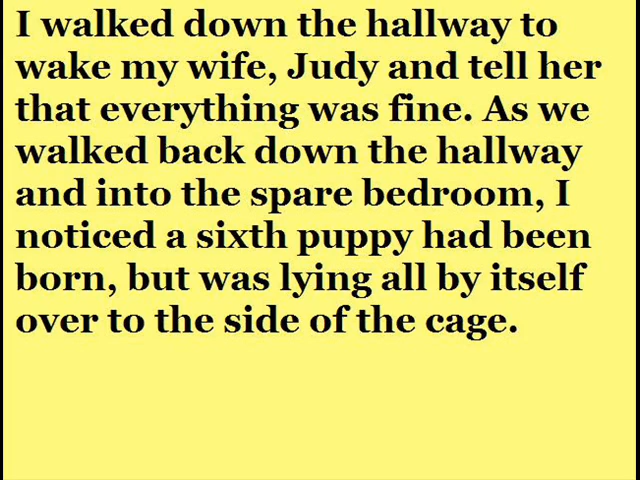 I walked down the hallway to
wake my wife, Judy and tell her
that everything was fine. As we
walked back down the hallway
and into the spare bedroom, I
noticed a sixth puppy had been
born, but was lying all by itself
over to the side of the cage.